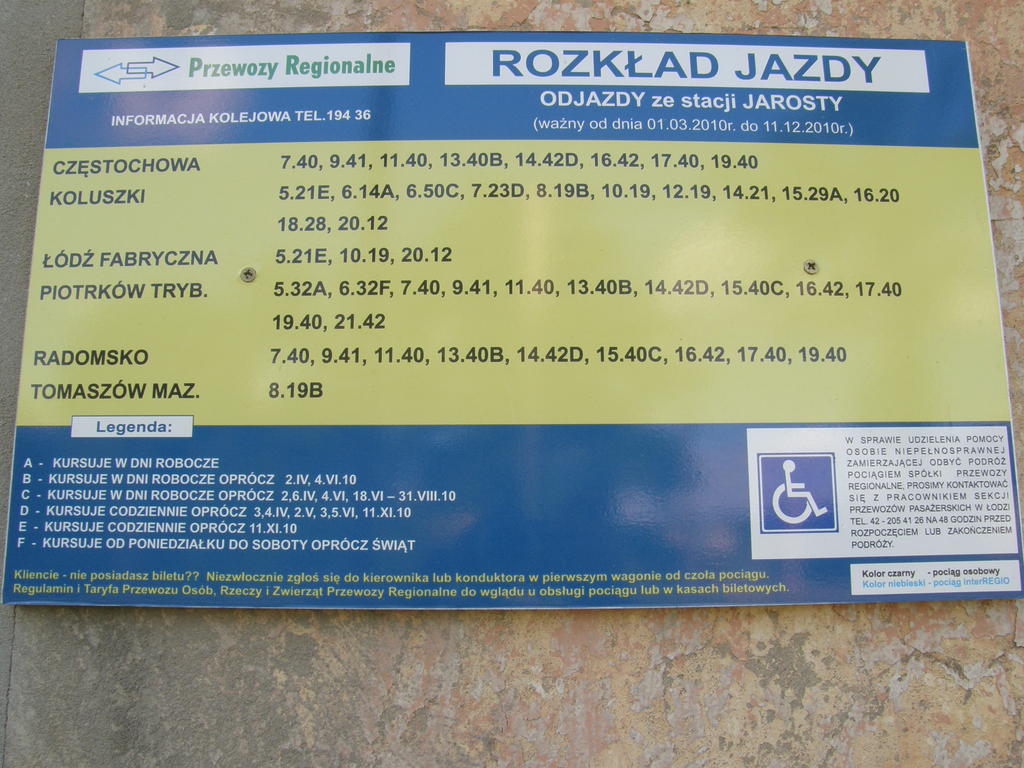 Przewozy Regionalne
ROZKŁAD JAZDY
INFORMACJA KOLEJOWA TEL.194 36
ODJAZDY ze stacji JAROSTY
(ważny od dnia 01.03.2010r. do 11.12.2010r.)
CZĘSTOCHOWA 7.40, 9.41, 11.40, 13.40B, 14.42D, 16.42, 17.40, 19.40
KOLUSZKI 5.21E, 6.14A, 6.50C, 7.23D, 8.19B, 10.19, 12.19, 14.21, 15.29A, 16.20
18.28, 20.12
ŁÓDŹ FABRYCZNA 5.21E, 10.19, 20.12
PIOTRKÓW TRYB. 5.32A, 6.32F, 7.40, 9.41, 11.40, 13.40B, 14.42D, 15.40C, 16.42, 17.40
19.40, 21.42
RADOMSKO 7.40, 9.41, 11.40, 13.40B, 14.42D, 15.40C, 16.42, 17.40, 19.40
TOMASZÓW MAZ. 8.19B
Legenda:
A - KURSUJE W DNI ROBOCZE
B - KURSUJE W DNI ROBOCZE OPRÓCZ 2.IV, 4.VI.10
C - KURSUJE W DNI ROBOCZE OPRÓCZ 2,6.IV, 4.VI, 18.VI – 31.VIII.10
D - KURSUJE CODZIENNIE OPRÓCZ 3,4.IV, 2.V, 3,5.VI, 11.XI.10
E - KURSUJE CODZIENNIE OPRÓCZ 11.XI.10
F - KURSUJE OD PONIEDZIAŁKU DO SOBOTY OPRÓCZ ŚWIĄT
W SPRAWIE UDZIELENIA POMOCY
OSOBIE NIEPEŁNOSPRAWNEJ
ZAMIERZAJĄCEJ ODBYĆ PODRÓŻ
POCIĄGIEM SPÓŁKI PRZEWOZY
REGIONALNE, PROSIMY KONTAKTOWAĆ
SIĘ Z PRACOWNIKIEM SEKCJI
PRZEWOZÓW PASAŻERSKICH W ŁODZI
TEL. 42 - 205 41 26 NA 48 GODZIN PRZED
ROZPOCZĘCIEM LUB ZAKOŃCZENIEM
PODRÓŻY.
Kliencie - nie posiadasz biletu?? Niezwłocznie zgłoś się do kierownika lub konduktora w pierwszym wagonie od czoła pociągu.
Regulamin i Taryfa Przewozu Osób, Rzeczy i Zwierząt Przewozy Regionalne do wglądu u obsługi pociągu lub w kasach biletowych.
Kolor czarny - pociąg osobowy
Kolor niebieski - pociąg interREGIO